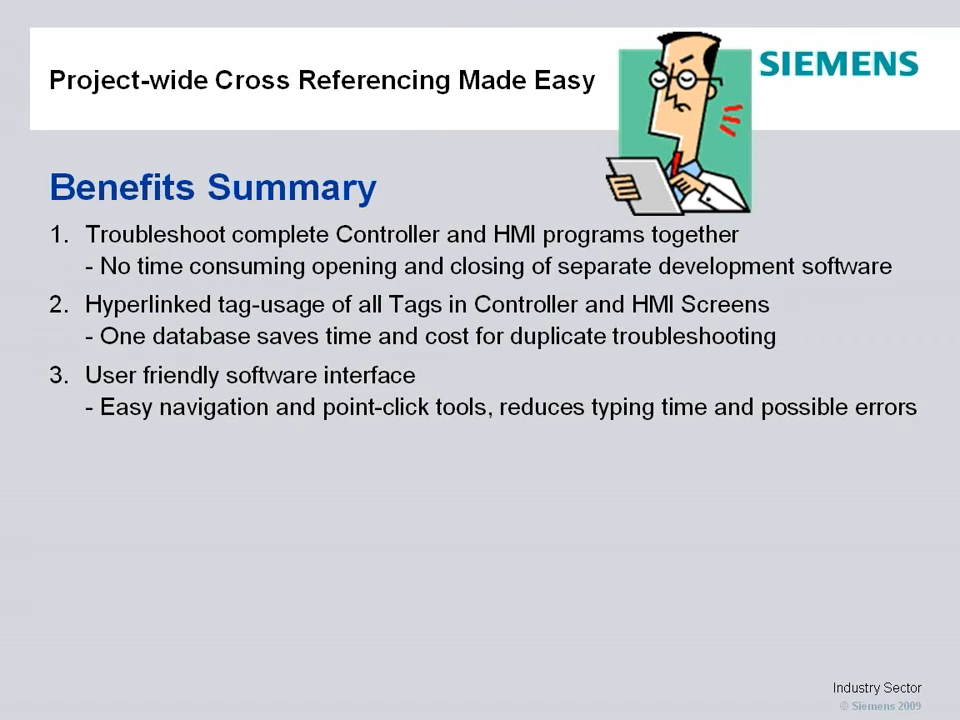 Project-wide Cross Referencing Made Easy
SIEMENS
Benefits Summary
1. Troubleshoot complete Controller and HMI programs together
- No time consuming opening and closing of separate development software
2. Hyperlinked tag-usage of all Tags in Controller and HMI Screens
- One database saves time and cost for duplicate troubleshooting
3. User friendly software interface
- Easy navigation and point-click tools, reduces typing time and possible errors
Industry Sector
© Siemens 2009